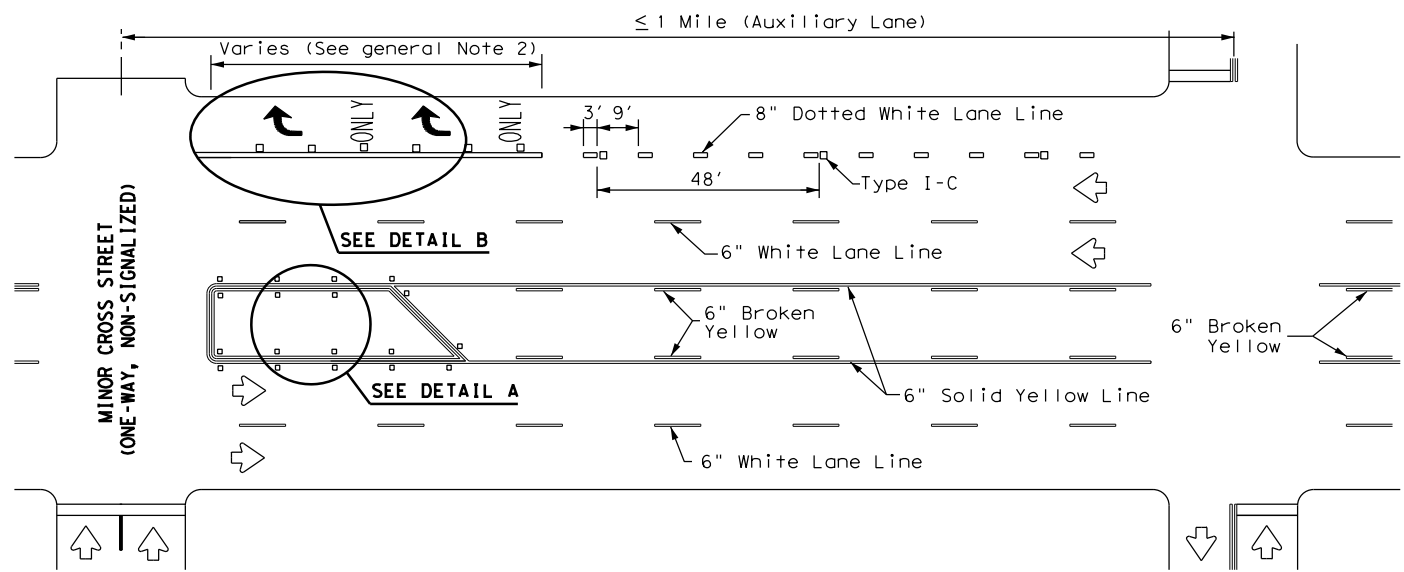 ≤ 1 Mile (Auxiliary Lane)
Varies (See general Note 2)
ONLY
ONLY
3' 9'
8" Dotted White Lane Line
48'
Type I-C
SEE DETAIL B
6" White Lane Line
MINOR CROSS STREET
(ONE-WAY, NON-SIGNALIZED)
6" Broken
Yellow
6" Broken
Yellow
SEE DETAIL A
6" Solid Yellow Line
6" White Lane Line